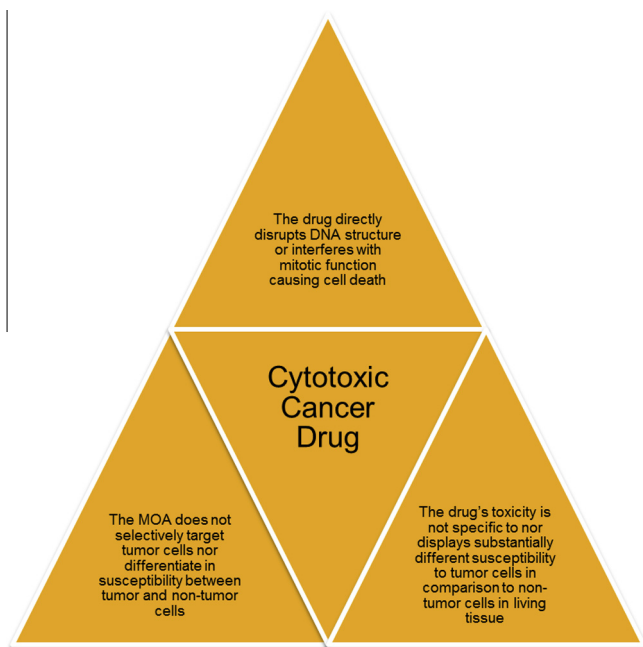 The drug directly
disrupts DNA structure
or interferes with
mitotic function
causing cell death
Cytotoxic
Cancer
Drug
The MOA does not
selectively target
tumor cells nor
differentiate in
susceptibility between
tumor and non-tumor
cells
The drug's toxicity is
not specific to nor
displays substantially
different susceptibility
to tumor cells in
comparison to non-
tumor cells in living
tissue